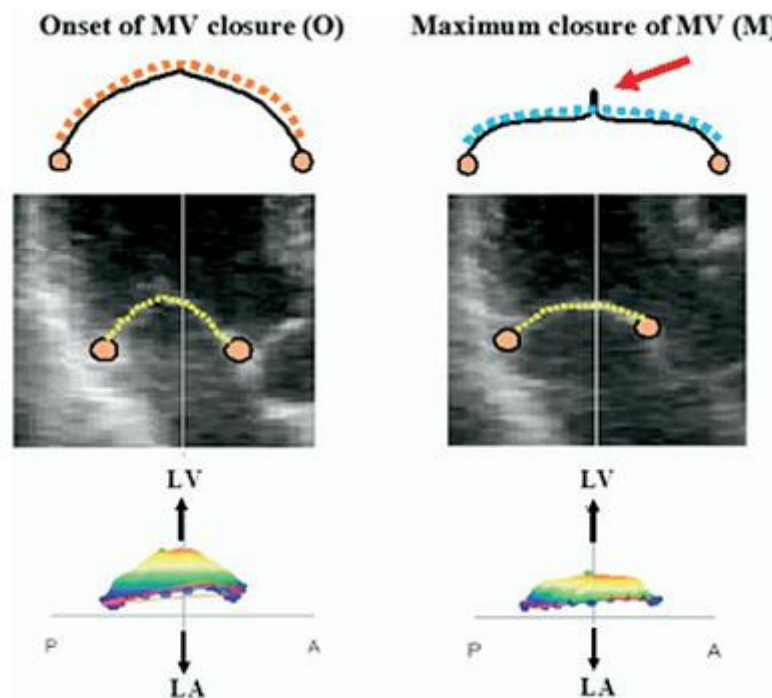 Onset of MV closure (O)
Maximum closure of MV (M)
LV
LV
P
A
P
A
LA
LA